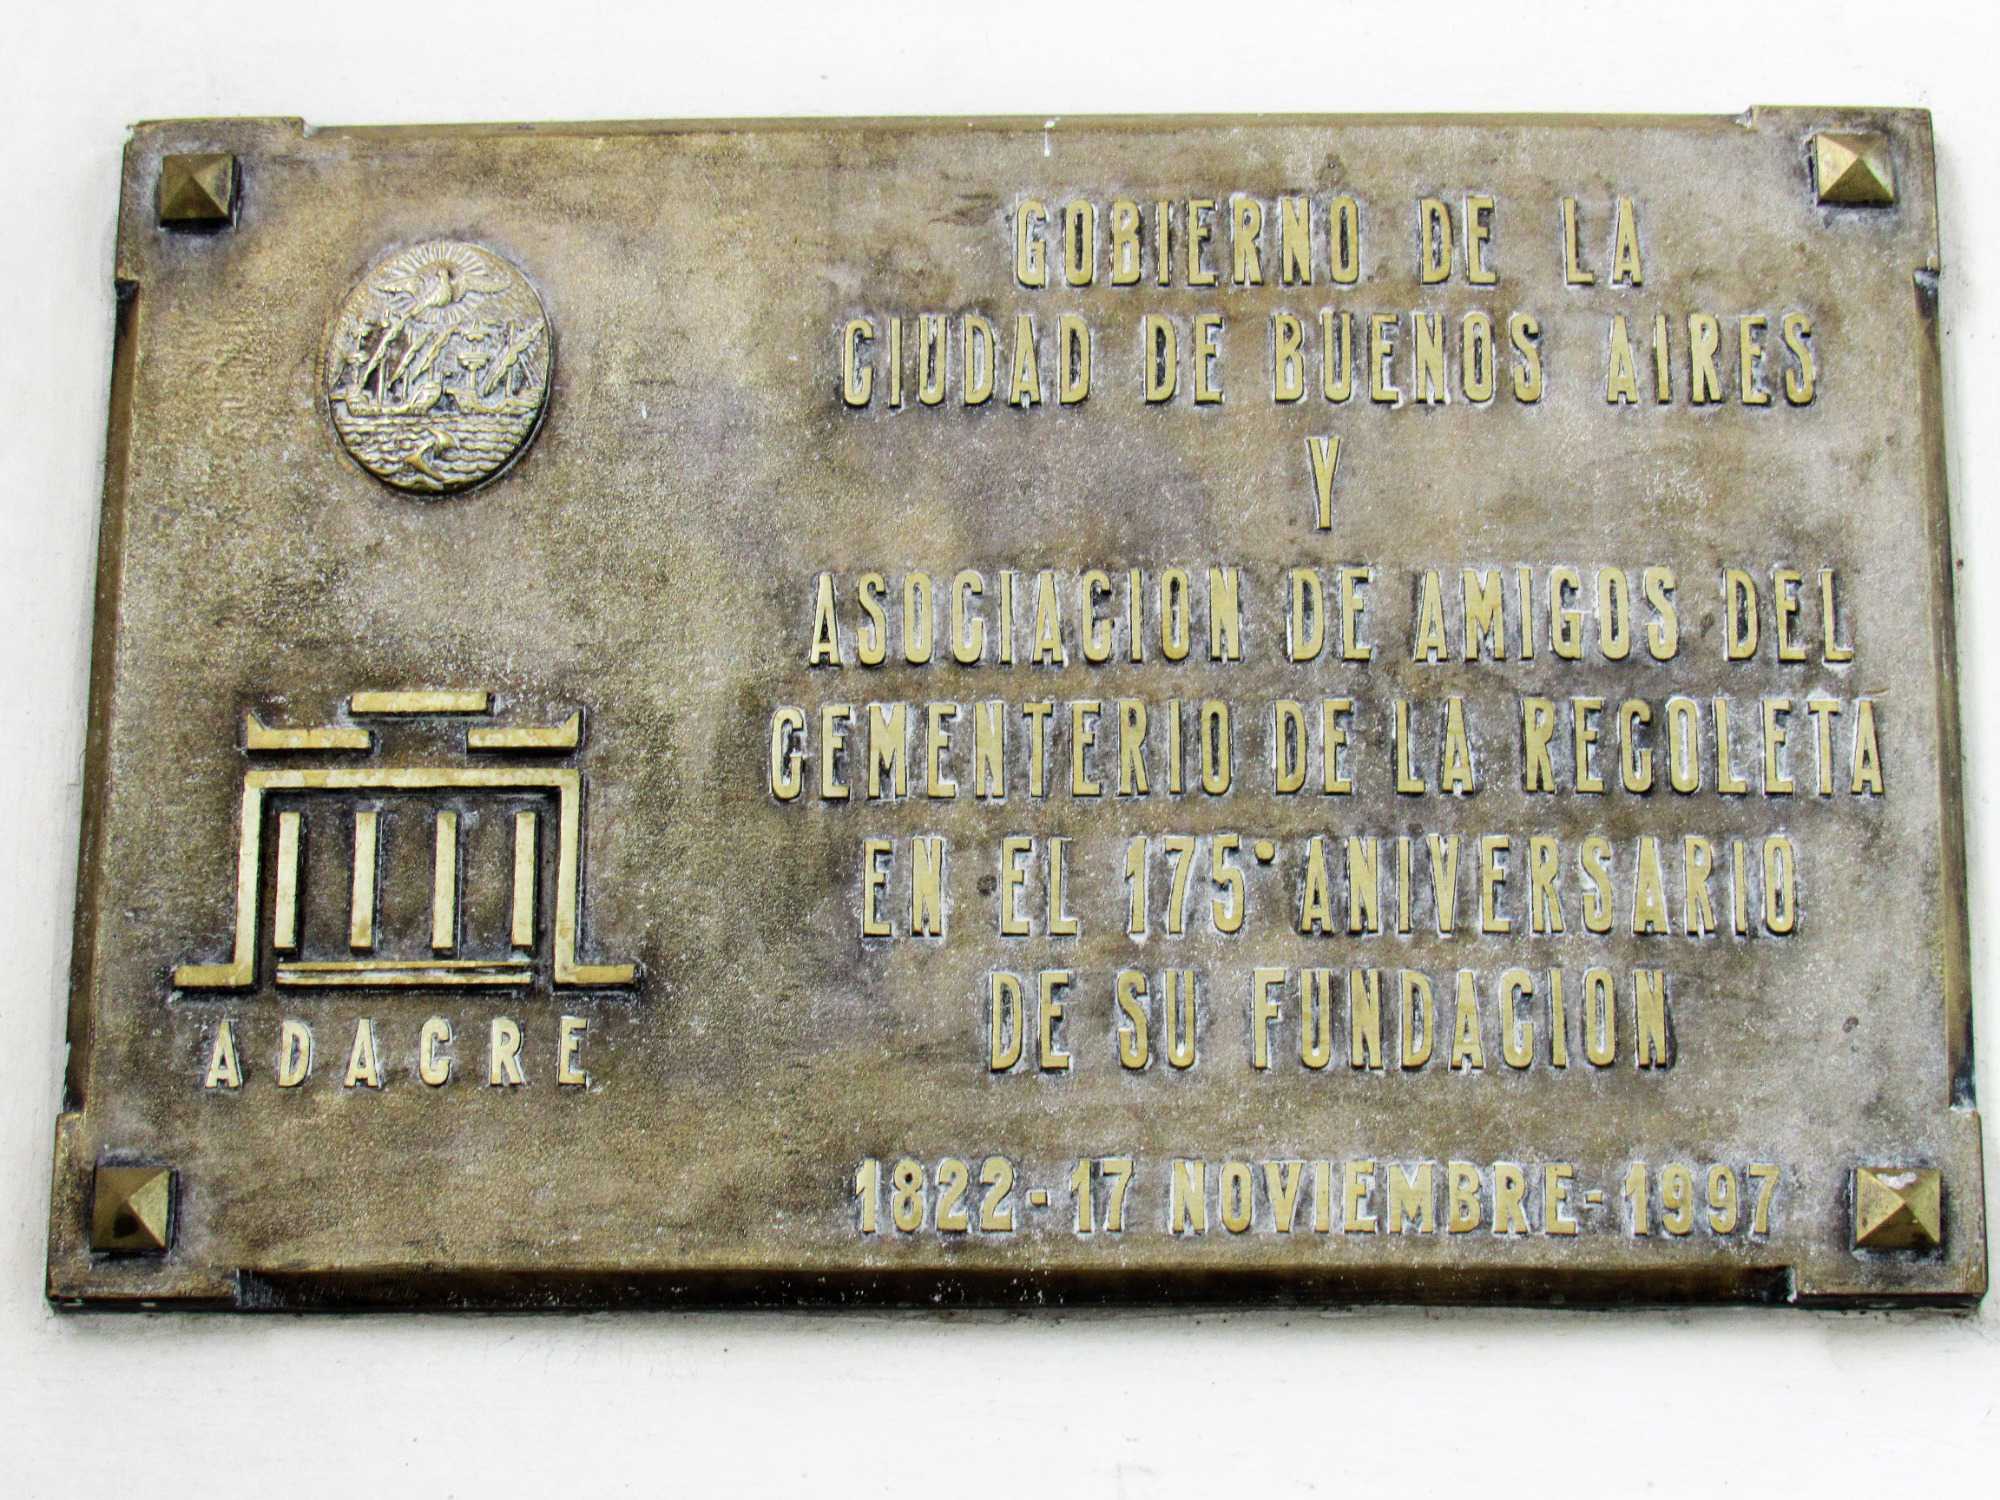 GOBIERNO DE LA
CIUDAD DE BUENOS AIRES
Y
ASOCIACION DE AMIGOS DEL
CEMENTERIO DE LA RECOLETA
EN EL 175° ANIVERSARIO
DE SU FUNDACION
1822-17 NOVIEMBRE-1997
ADACRE